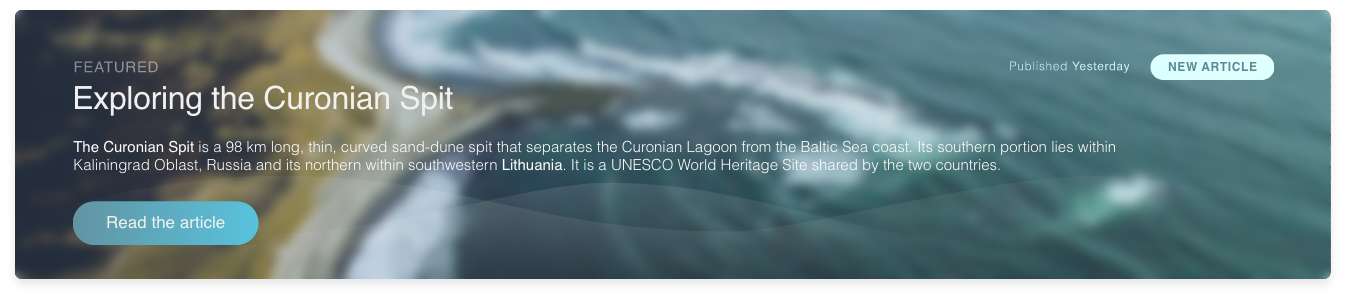 FEATURED
Published Yesterday
NEW ARTICLE
Exploring the Curonian Spit
The Curonian Spit is a 98 km long, thin, curved sand-dune spit that separates the Curonian Lagoon from the Baltic Sea coast. Its southern portion lies within
Kaliningrad Oblast, Russia and its northern within southwestern Lithuania. It is a UNESCO World Heritage Site shared by the two countries.
Read the article